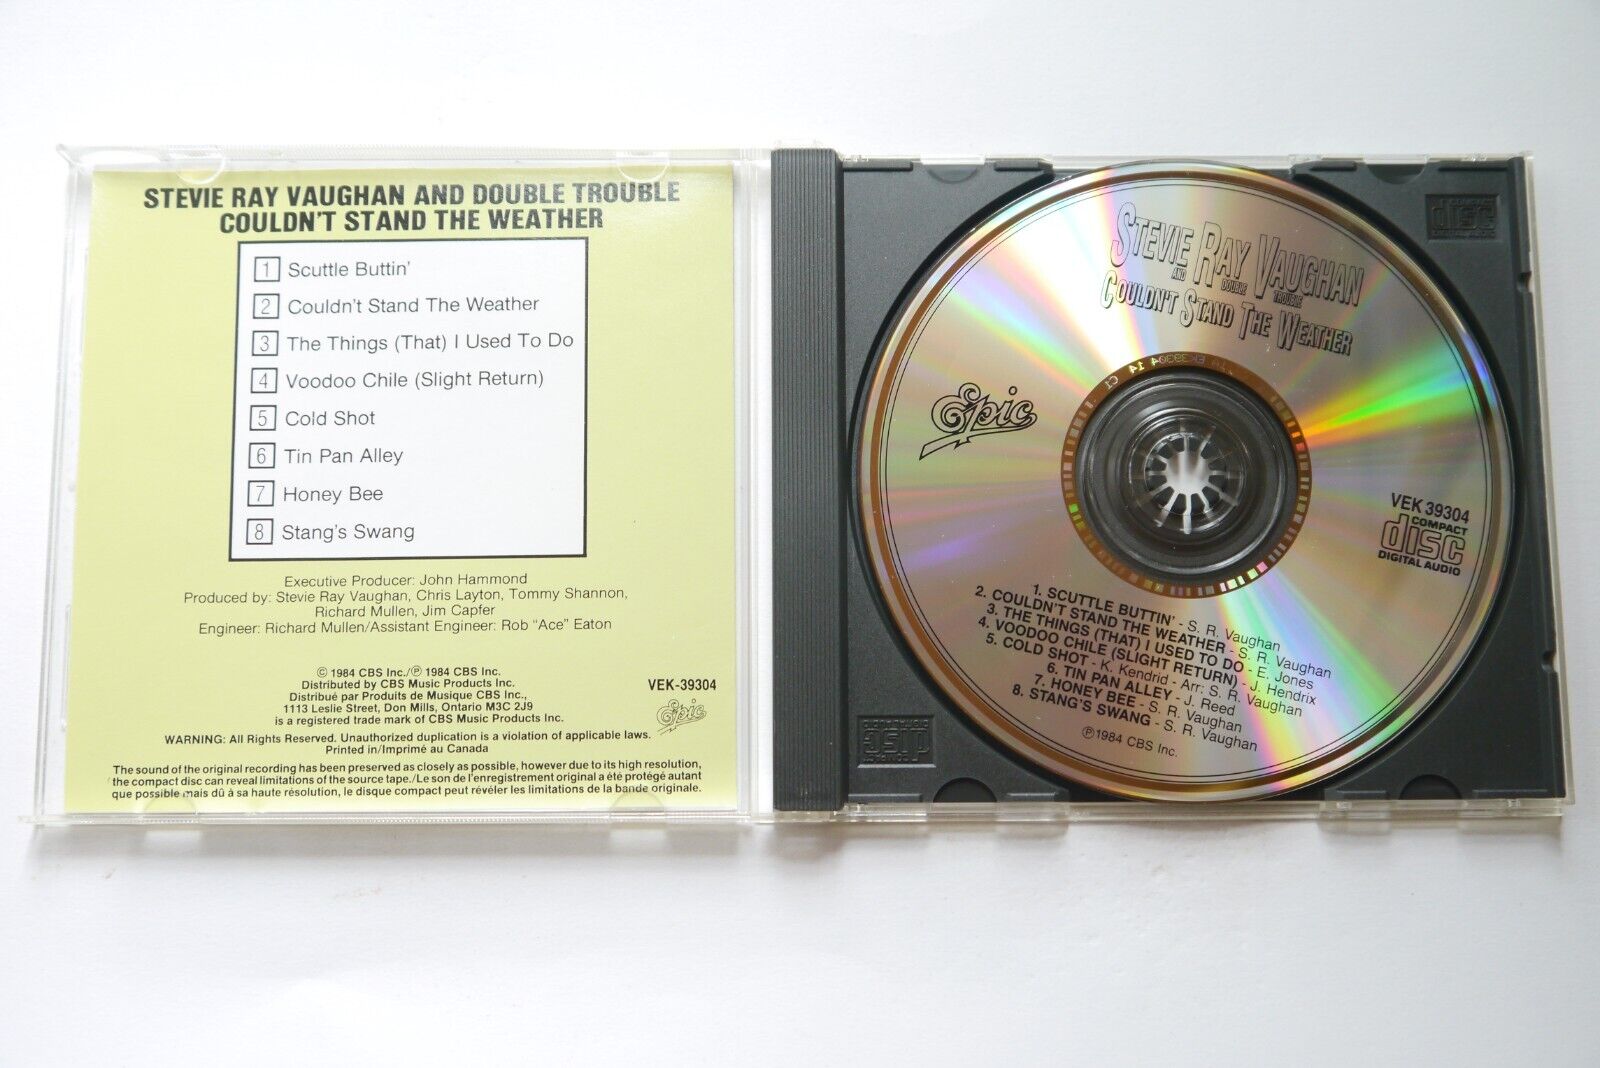 STEVIE RAY VAUGHAN AND DOUBLE TROUBLE
COULDN'T STAND THE WEATHER
1 Scuttle Buttin'
2 Couldn't Stand The Weather
3 The Things (That) I Used To Do
4 Voodoo Chile (Slight Return)
5 Cold Shot
6 Tin Pan Alley
7 Honey Bee
8 Stang's Swang
Executive Producer: John Hammond
Produced by: Stevie Ray Vaughan, Chris Layton, Tommy Shannon,
Richard Mullen, Jim Capfer
Engineer: Richard Mullen/Assistant Engineer: Rob "Ace" Eaton
© 1984 CBS Inc./℗ 1984 CBS Inc.
Distributed by CBS Music Products Inc.
Distribué par Produits de Musique CBS Inc.,
1113 Leslie Street, Don Mills, Ontario M3C 2J9
is a registered trade mark of CBS Music Products Inc.
VEK-39304
Epic
WARNING: All Rights Reserved. Unauthorized duplication is a violation of applicable laws.
Printed in/Imprimé au Canada
The sound of the original recording has been preserved as closely as possible, however due to its high resolution,
the compact disc can reveal limitations of the source tape./Le son de l'enregistrement original a été protégé autant
que possible mais dû à sa haute résolution, le disque compact peut révéler les limitations de la bande originale.
STEVIE RAY VAUGHAN
AND DOUBLE TROUBLE
COULDN'T STAND THE WEATHER
Epic
VEK 39304
COMPACT
disc
DIGITAL AUDIO
1. SCUTTLE BUTTIN' - S. R. Vaughan
2. COULDN'T STAND THE WEATHER - S. R. Vaughan
3. THE THINGS (THAT) I USED TO DO - E. Jones
4. VOODOO CHILE (SLIGHT RETURN) - J. Hendrix
5. COLD SHOT - K. Kendrid - Arr: S. R. Vaughan
6. TIN PAN ALLEY - J. Reed
7. HONEY BEE - S. R. Vaughan
8. STANG'S SWANG - S. R. Vaughan
℗1984 CBS Inc.
COMPACT
disc
DIGITAL AUDIO
COMPACT
disc
DIGITAL AUDIO